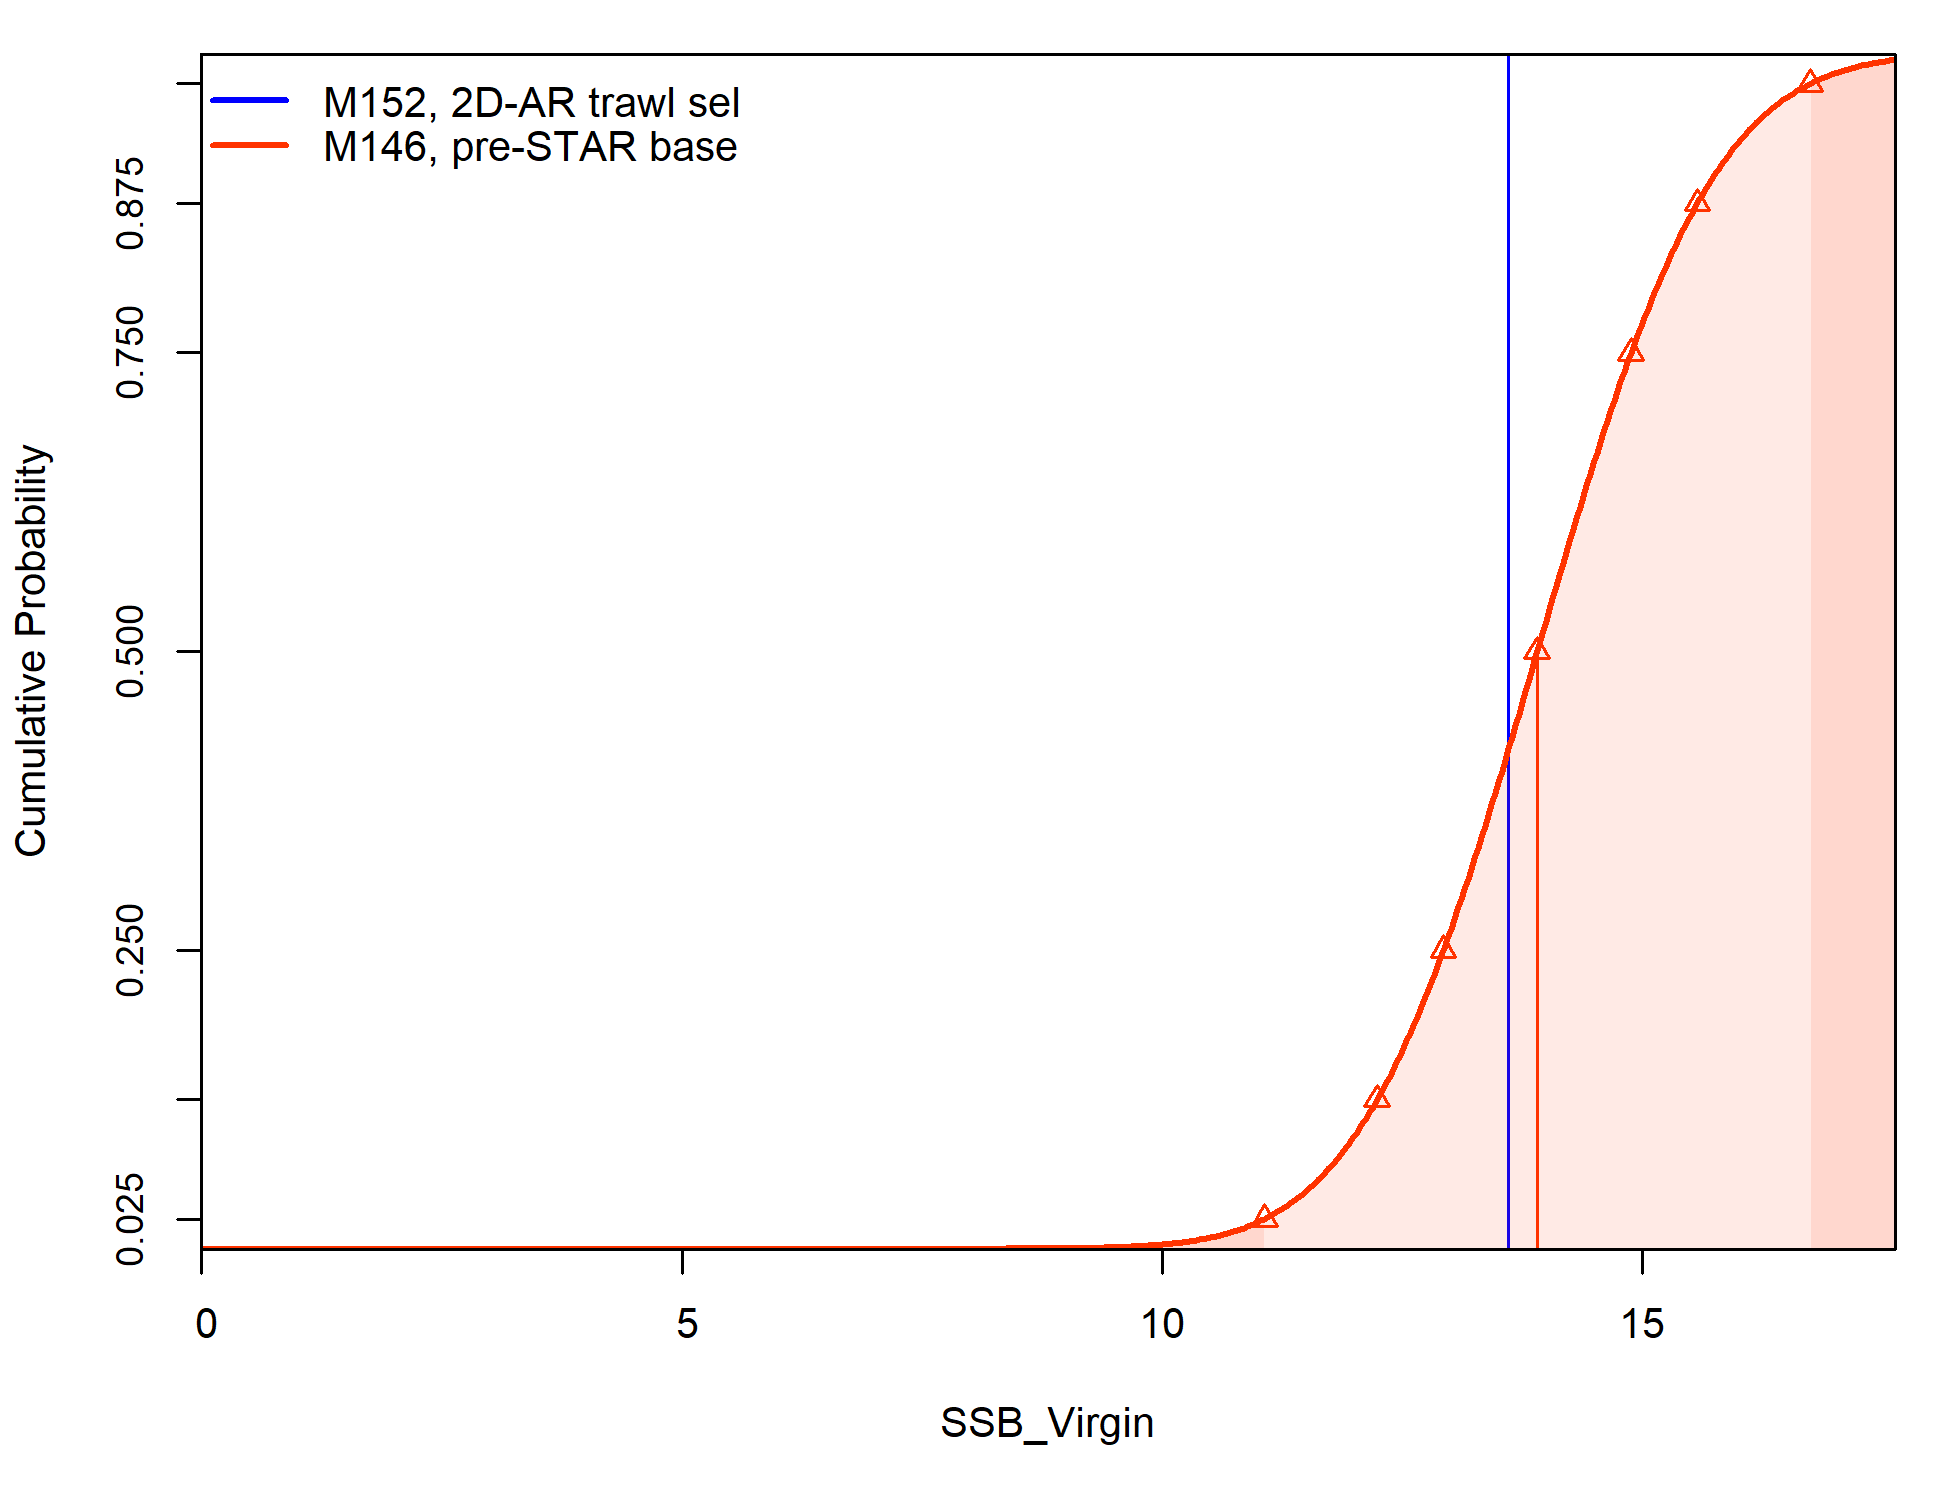 M152, 2D-AR trawl sel
M146, pre-STAR base
Cumulative Probability
0.875
0.750
0.500
0.250
0.025
0 5 10 15
SSB_Virgin